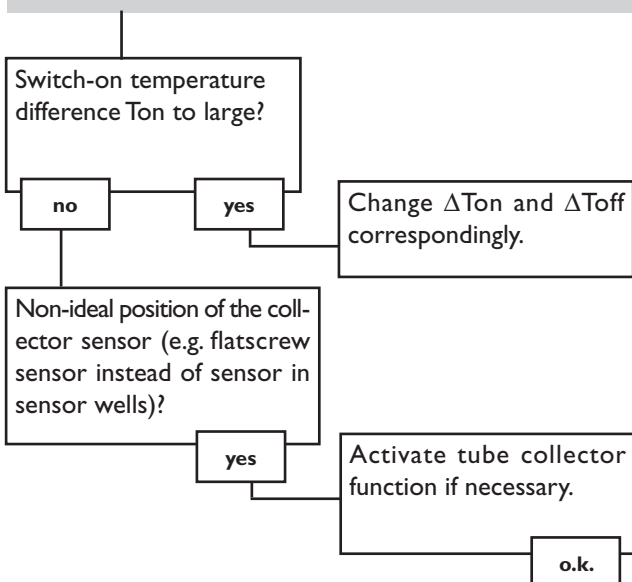 Switch-on temperature
difference Ton to large?
no
yes
Change ΔTon and ΔToff
correspondingly.
Non-ideal position of the coll-
ector sensor (e.g. flatscrew
sensor instead of sensor in
sensor wells)?
yes
Activate tube collector
function if necessary.
o.k.